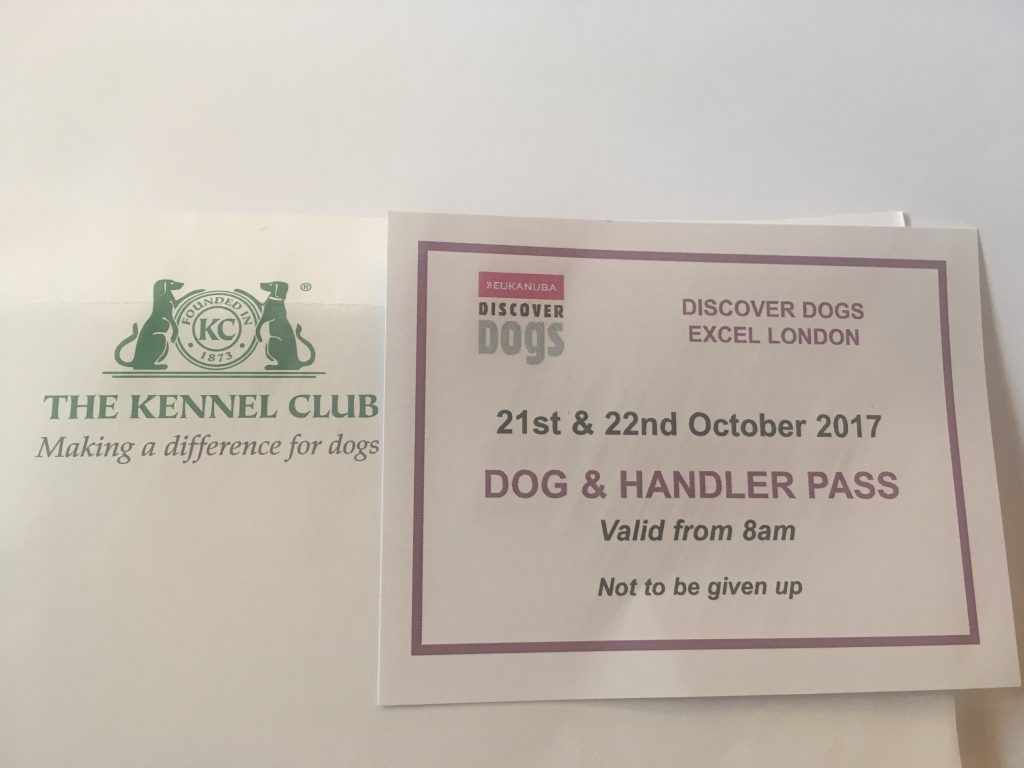 FOUNDED IN
KC
1873
®
THE KENNEL CLUB
Making a difference for dogs
»EUKANUBA
DISCOVER
Dogs
DISCOVER DOGS
EXCEL LONDON
21st & 22nd October 2017
DOG & HANDLER PASS
Valid from 8am
Not to be given up